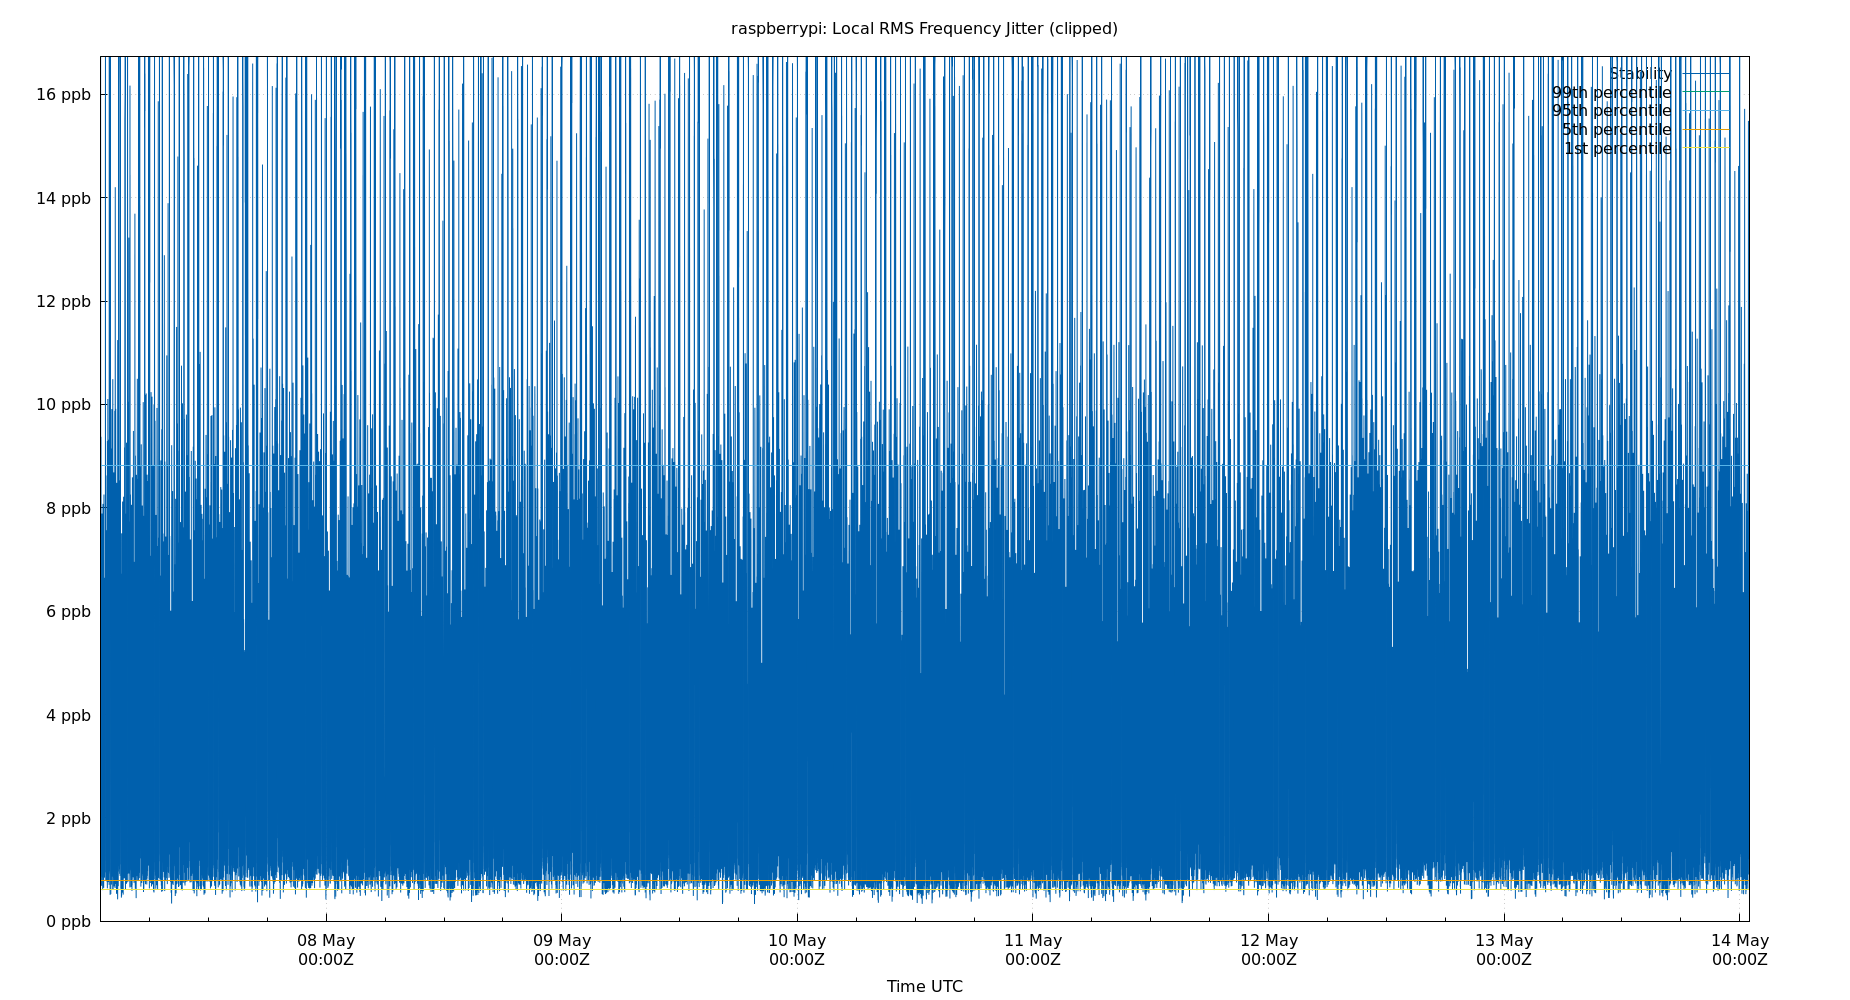 raspberrypi: Local RMS Frequency Jitter (clipped)
Stability
99th percentile
95th percentile
5th percentile
1st percentile
16 ppb
14 ppb
12 ppb
10 ppb
8 ppb
6 ppb
4 ppb
2 ppb
0 ppb
08 May 09 May 10 May 11 May 12 May 13 May 14 May
00:00Z 00:00Z 00:00Z 00:00Z 00:00Z 00:00Z 00:00Z
Time UTC